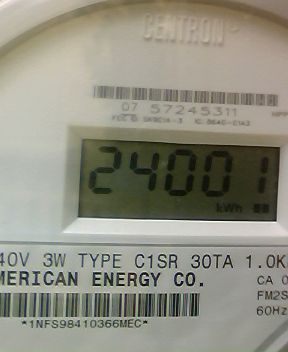 CENTRON
07 57245311
24001
kWh
40V 3W TYPE C1SR 30TA 1.0K
MERICAN ENERGY CO.
CA 0
FM2S
60Hz
*1NFS98410366MEC*